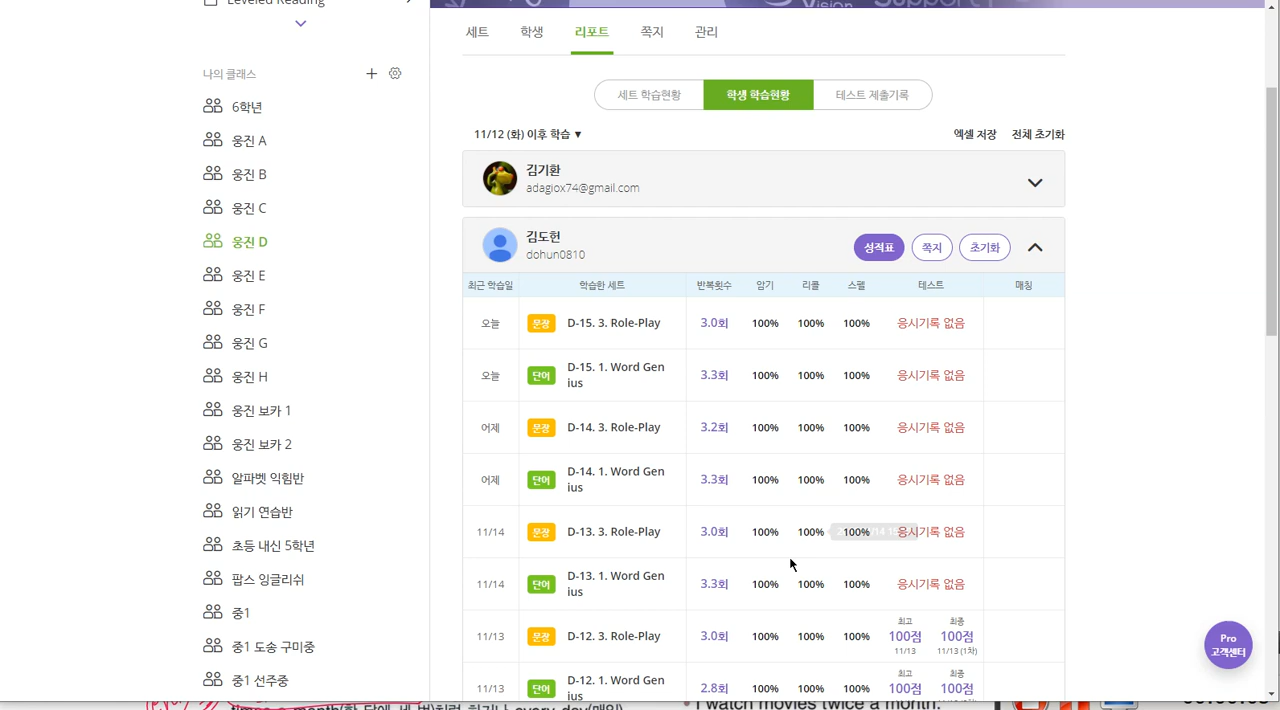 Leveled Reading
Vision Support
세트 학생 리포트 쪽지 관리
나의 클래스
6학년
웅진 A
웅진 B
웅진 C
웅진 D
웅진 E
웅진 F
웅진 G
웅진 H
웅진 보카 1
웅진 보카 2
알파벳 익힘반
읽기 연습반
초등 내신 5학년
팝스 잉글리쉬
중1
중1 도송 구미중
중1 선주중
세트 학습현황 학생 학습현황 테스트 제출기록
11/12 (화) 이후 학습 ▼ 엑셀 저장 전체 초기화
김기환
adagiox74@gmail.com
김도헌
dohun0810
성적표 쪽지 초기화
최근 학습일 학습한 세트 반복횟수 암기 리콜 스펠 테스트 매칭
오늘 문장 D-15. 3. Role-Play 3.0회 100% 100% 100% 응시기록 없음
오늘 단어 D-15. 1. Word Gen
ius 3.3회 100% 100% 100% 응시기록 없음
어제 문장 D-14. 3. Role-Play 3.2회 100% 100% 100% 응시기록 없음
어제 단어 D-14. 1. Word Gen
ius 3.3회 100% 100% 100% 응시기록 없음
11/14 문장 D-13. 3. Role-Play 3.0회 100% 100% 100% 응시기록 없음
11/14 단어 D-13. 1. Word Gen
ius 3.3회 100% 100% 100% 응시기록 없음
11/13 문장 D-12. 3. Role-Play 3.0회 100% 100% 100% 최고 100점 11/13 최종 100점 11/13 (1차)
11/13 단어 D-12. 1. Word Gen
ius 2.8회 100% 100% 100% 최고 100점 최종 100점
Pro
고객센터
I watch movies twice a month.